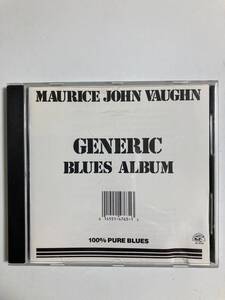 MAURICE JOHN VAUGHN
GENERIC
BLUES ALBUM
100% PURE BLUES